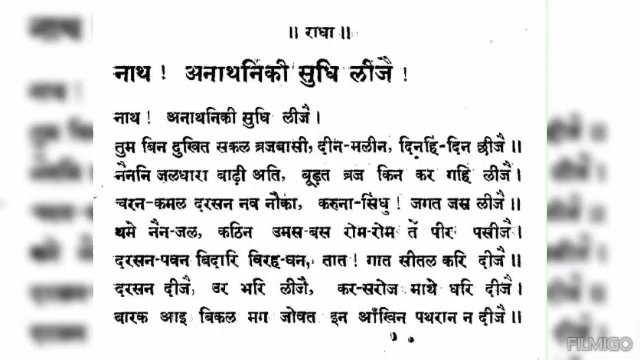 ॥ राधा ॥
नाथ ! अनाथनिकी सुधि लीजै !
नाथ ! अनाथनिकी सुधि लीजै ।
तुम बिन दुखित सकल ब्रजबासी, दीन-मलीन, दिनहिं-दिन छीजै ॥
नैननि जलधारा बाढ़ी अति, बूड़त ब्रज किन कर गहि लीजै ।
चरन-कमल दरसन नव नौका, करुना-सिंधु ! जगत जस लीजै ॥
थमे नैन-जल, कठिन उमस-बस रोम-रोम तें पीर पसीजै ।
दरसन-पवन बिदारि बिरह-घन, तात ! गात सीतल करि दीजै ॥
दरसन दीजै, उर भरि लीजै, कर-सरोज माथे धरि दीजै ।
बारक आइ बिकल मग जोवत इन आँखिन पथरान न दीजै ॥
FILMIGO